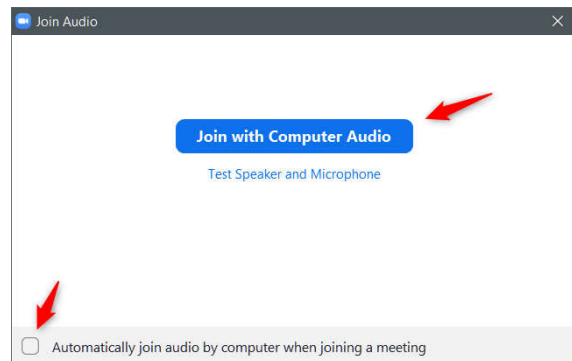 Join Audio
Join with Computer Audio
Test Speaker and Microphone
Automatically join audio by computer when joining a meeting